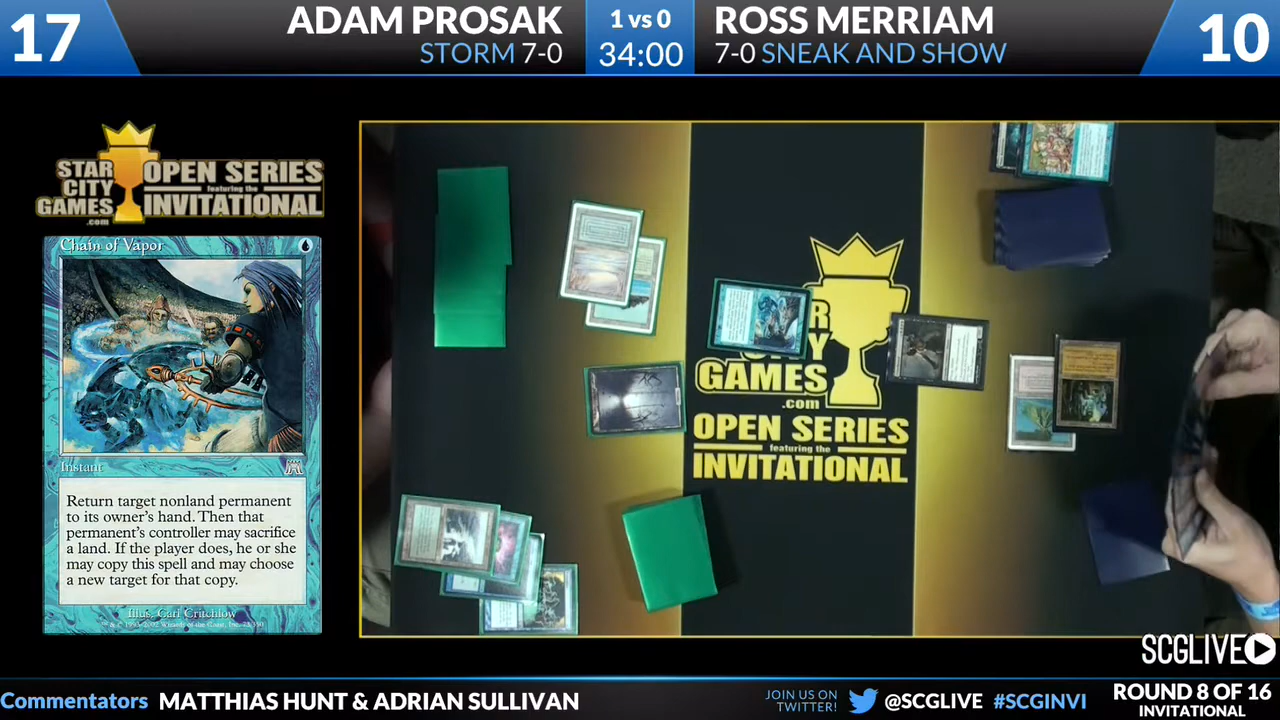 17
ADAM PROSAK
STORM 7-0
1 vs 0
34:00
ROSS MERRIAM
7-0 SNEAK AND SHOW
10
STAR CITY GAMES .com
OPEN SERIES
featuring the
INVITATIONAL
Chain of Vapor
Instant
Return target nonland permanent
to its owner's hand. Then that
permanent's controller may sacrifice
a land. If the player does, he or she
may copy this spell and may choose
a new target for that copy.
Illus. Carl Critchlow
GAMES
.com
OPEN SERIES
featuring the
INVITATIONAL
SCGLIVE
Commentators MATTHIAS HUNT & ADRIAN SULLIVAN
JOIN US ON
TWITTER!
@SCGLIVE #SCGINVI
ROUND 8 OF 16
INVITATIONAL